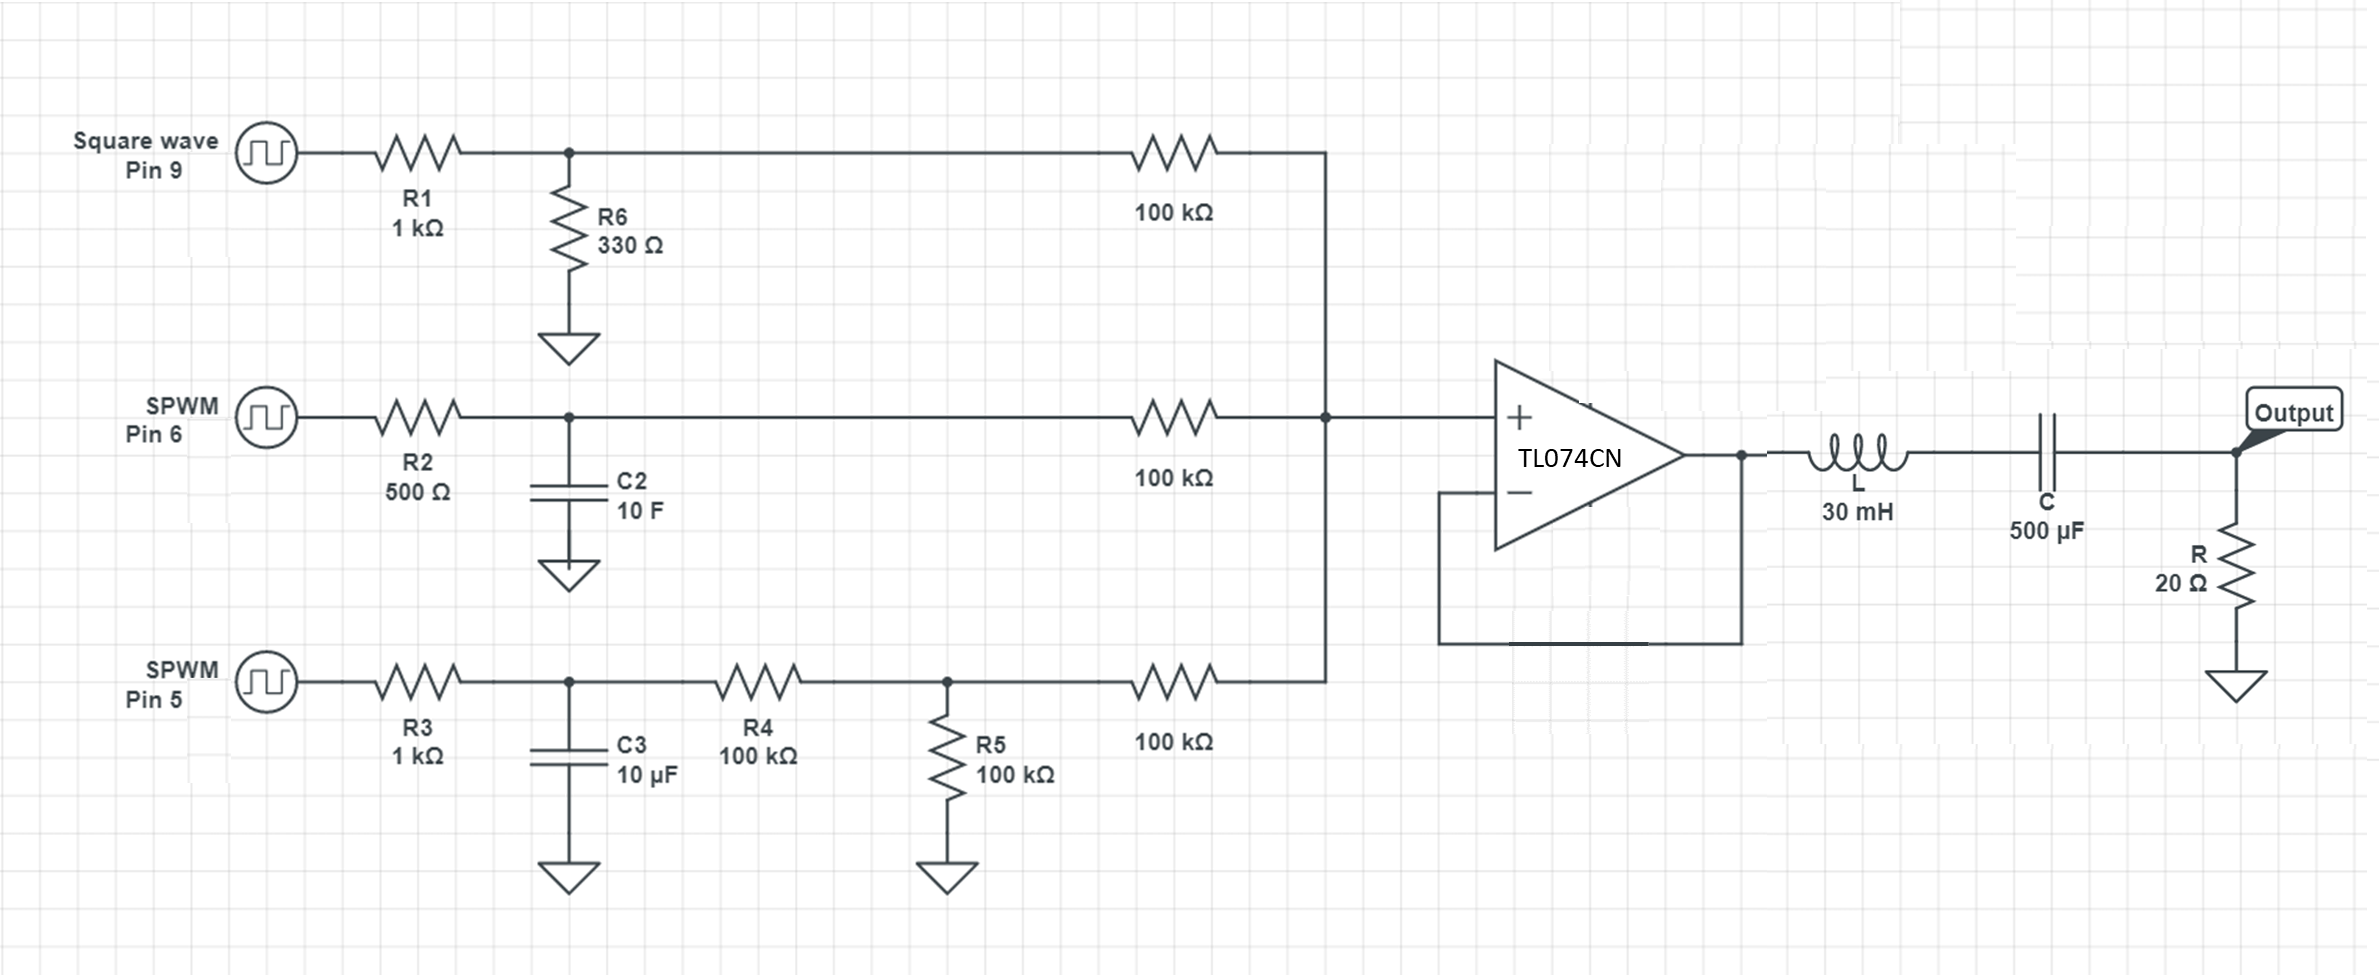 Square wave
Pin 9
R1
1 kΩ
R6
330 Ω
100 kΩ
SPWM
Pin 6
R2
500 Ω
C2
10 F
100 kΩ
SPWM
Pin 5
R3
1 kΩ
C3
10 µF
R4
100 kΩ
R5
100 kΩ
100 kΩ
+
TL074CN
−
L
30 mH
C
500 µF
Output
R
20 Ω